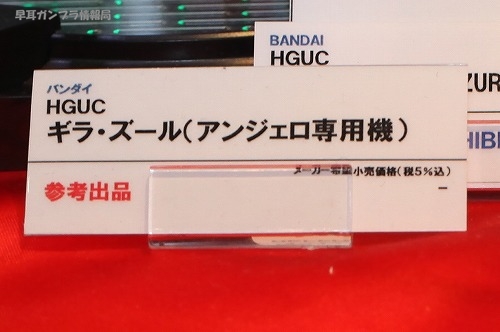 早耳ガンプラ情報局
バンダイ
HGUC
ギラ・ズール(アンジェロ専用機)
メーカー希望小売価格(税5%込)
参考出品
−
BANDAI
HGUC
ZUR
HIBI